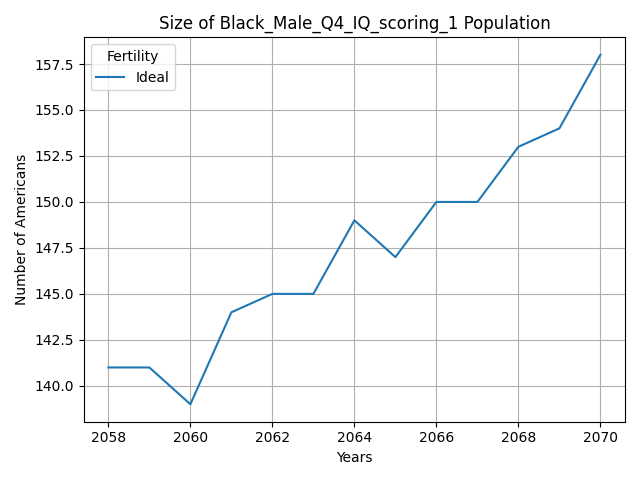 Size of Black_Male_Q4_IQ_scoring_1 Population
Fertility
Ideal
157.5
155.0
152.5
150.0
147.5
145.0
142.5
140.0
Number of Americans
2058 2060 2062 2064 2066 2068 2070
Years